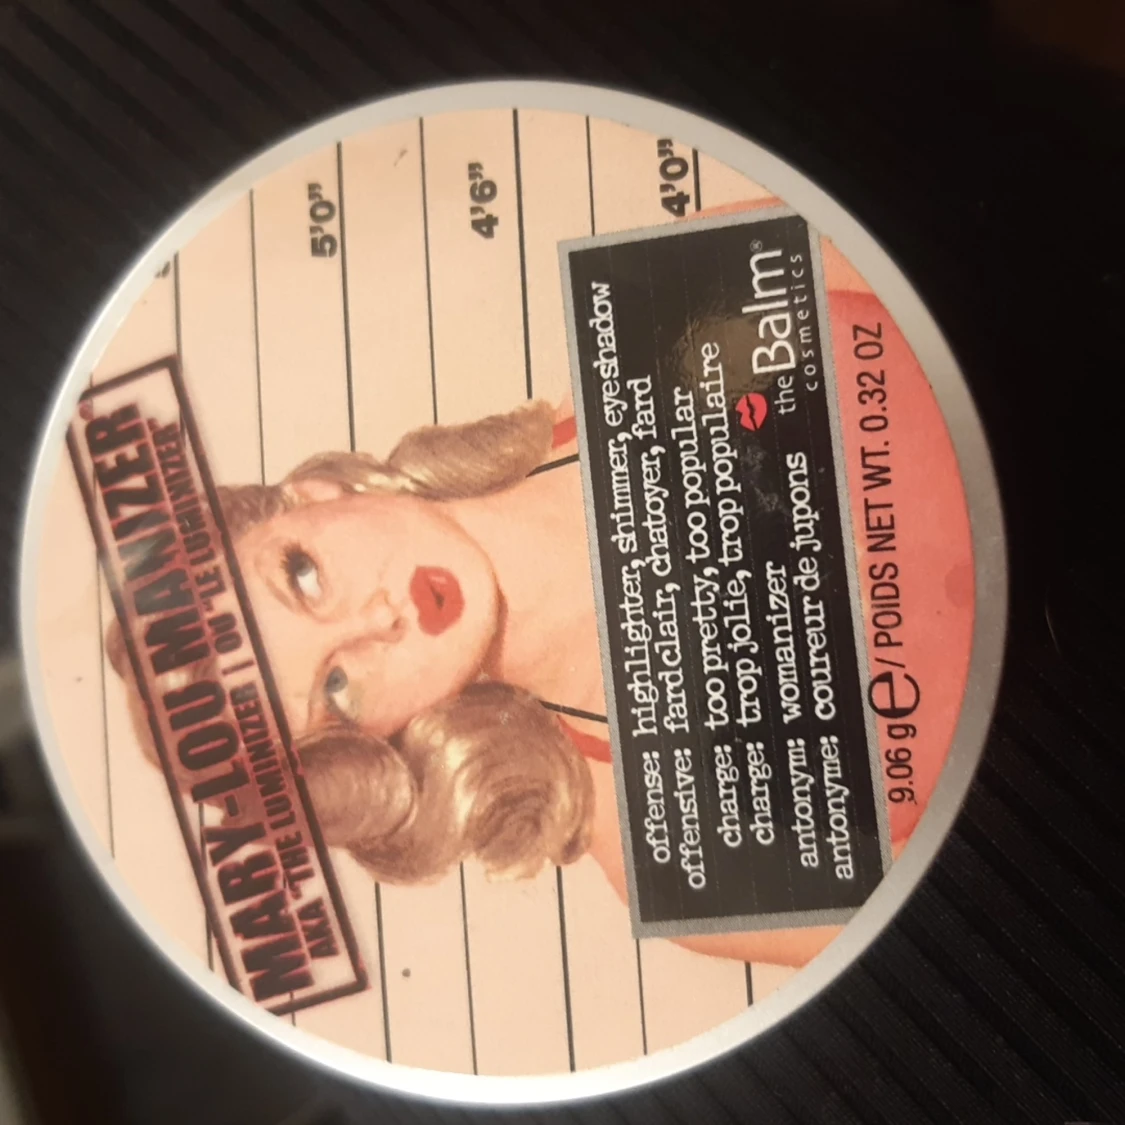 MARY-LOU MANIZER®
AKA "THE LUMINIZER" | OU "LE LUMINIZER"
5'0"
4'6"
4'0"
offense: highlighter, shimmer, eyeshadow
offensive: fard clair, chatoyer, fard
charge: too pretty, too popular
charge: trop jolie, trop populaire
antonym: womanizer
antonyme: coureur de jupons
theBalm®
cosmetics
9.06 g e / POIDS NET WT. 0.32 OZ